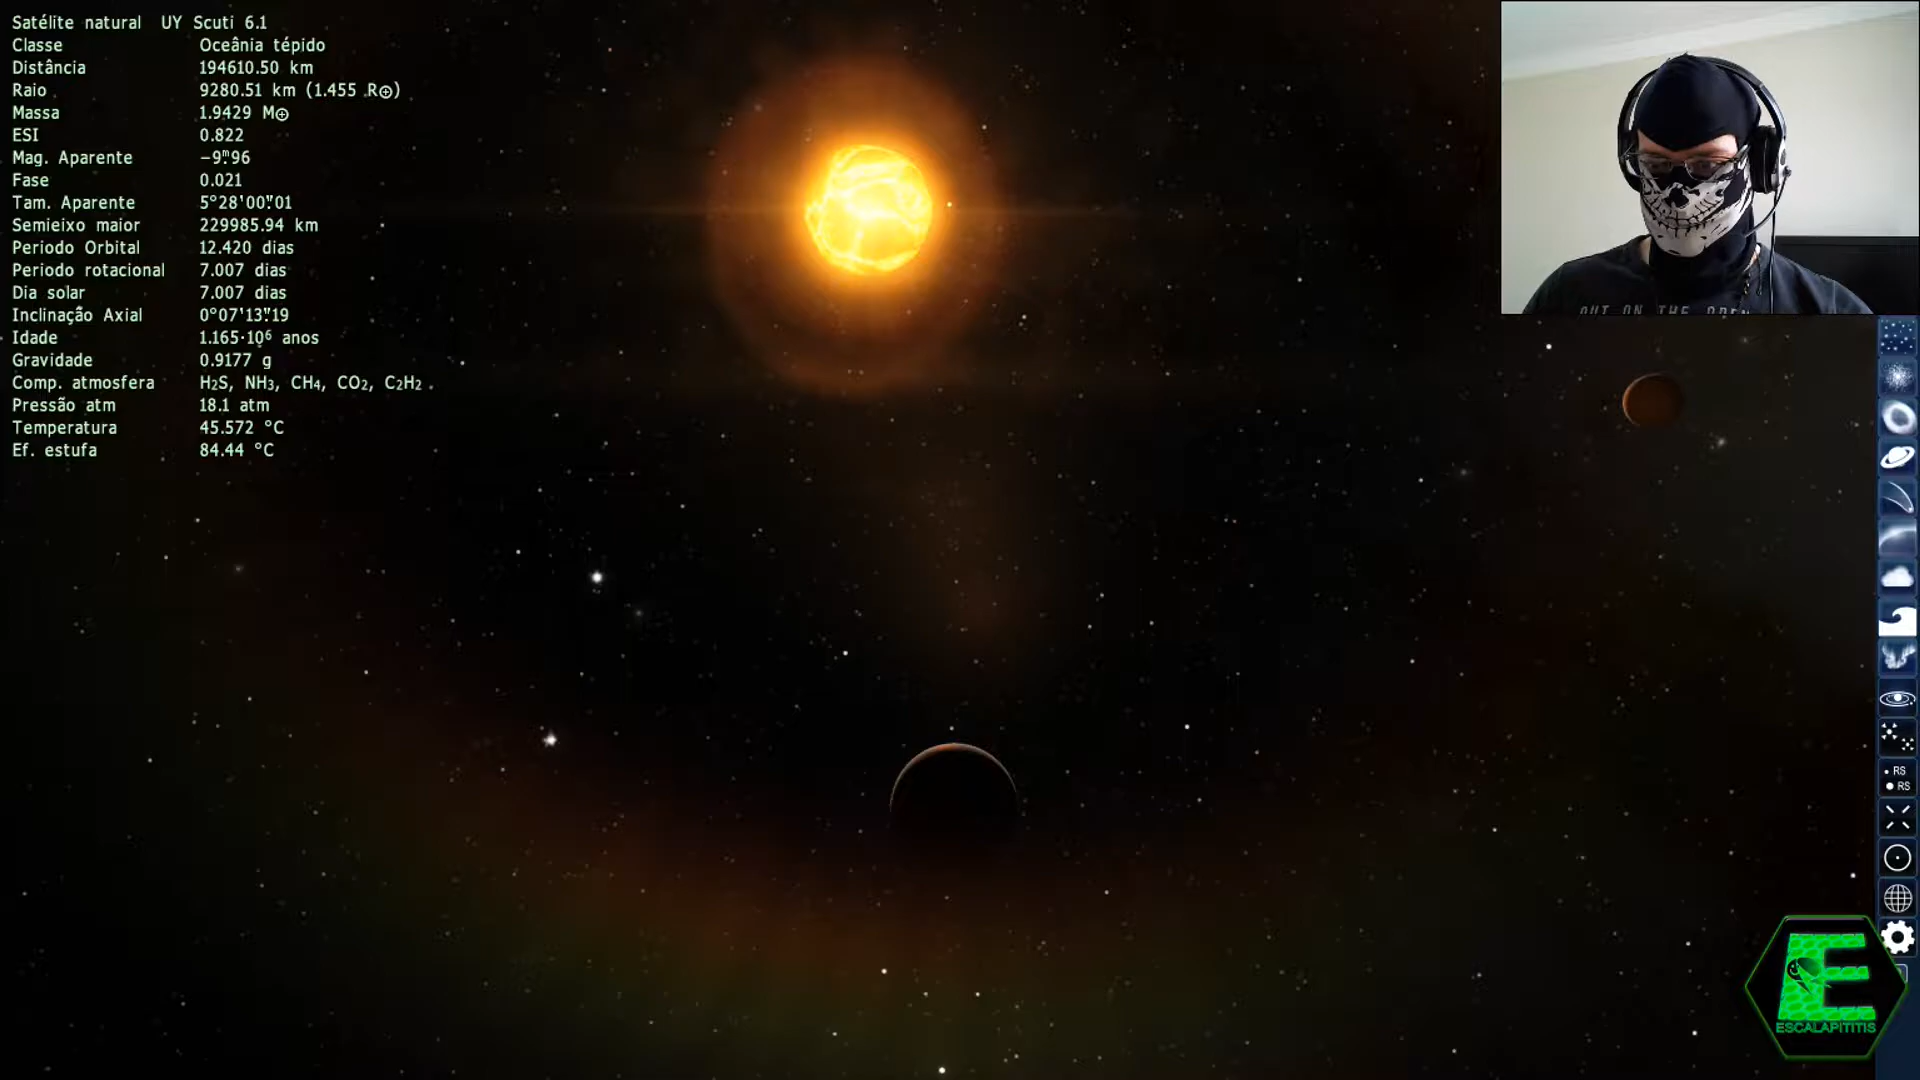 Satélite natural UY Scuti 6.1
Classe Oceânia tépido
Distância 194610.50 km
Raio 9280.51 km (1.455 R⊕)
Massa 1.9429 M⊕
ESI 0.822
Mag. Aparente −9ᵐ96
Fase 0.021
Tam. Aparente 5°28'00"01
Semieixo maior 229985.94 km
Periodo Orbital 12.420 dias
Periodo rotacional 7.007 dias
Dia solar 7.007 dias
Inclinação Axial 0°07'13"19
Idade 1.165·10⁶ anos
Gravidade 0.9177 g
Comp. atmosfera H₂S, NH₃, CH₄, CO₂, C₂H₂
Pressão atm 18.1 atm
Temperatura 45.572 °C
Ef. estufa 84.44 °C
OUT ON THE OPEN
RS
RS
E
ESCALAPITITIS